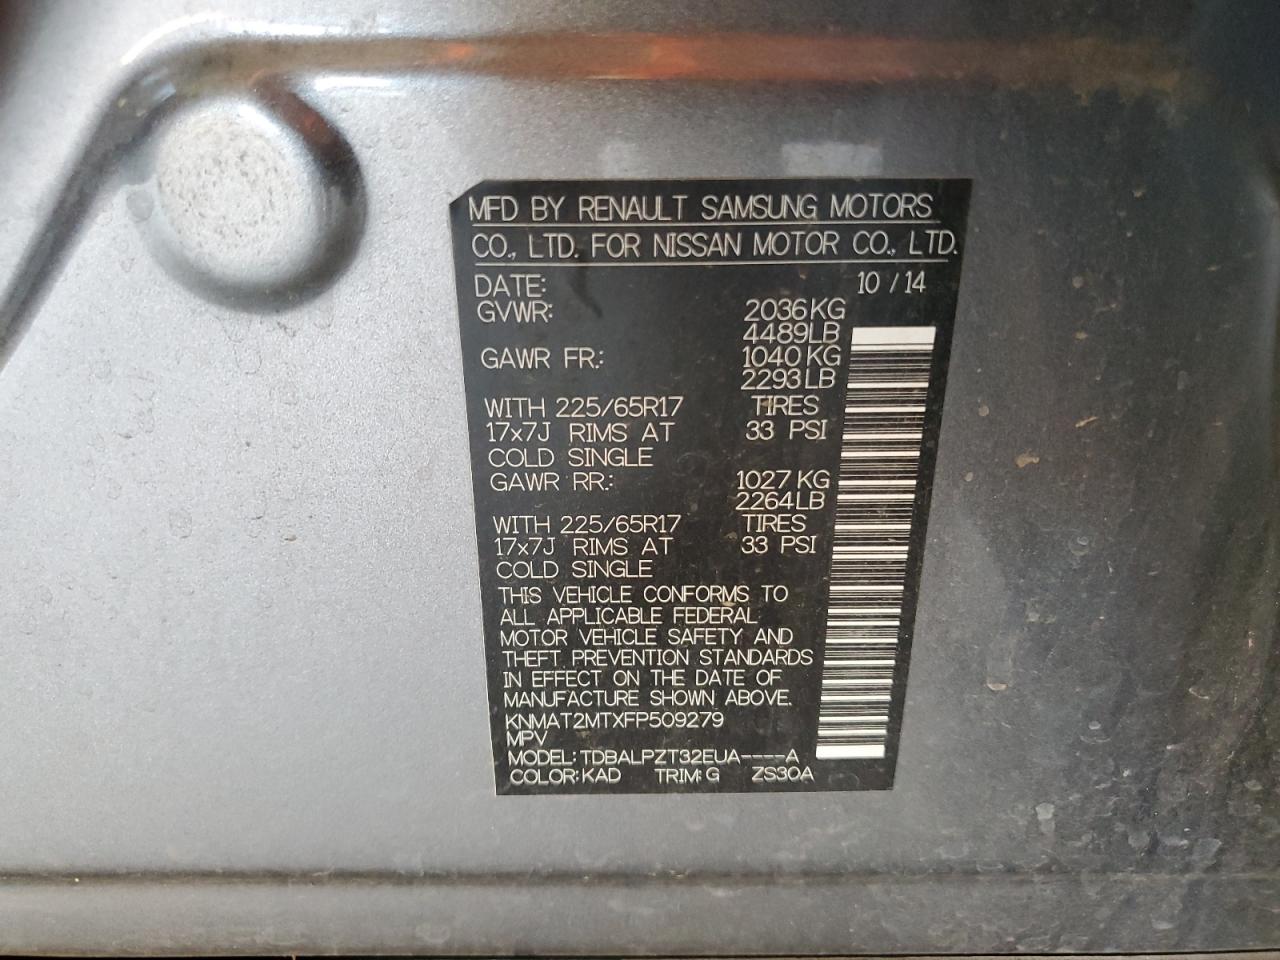 MFD BY RENAULT SAMSUNG MOTORS
CO., LTD. FOR NISSAN MOTOR CO., LTD.
DATE: 10 / 14
GVWR: 2036KG
4489LB
GAWR FR.: 1040KG
2293LB
WITH 225/65R17 TIRES
17x7J RIMS AT 33 PSI
COLD SINGLE
GAWR RR.: 1027KG
2264LB
WITH 225/65R17 TIRES
17x7J RIMS AT 33 PSI
COLD SINGLE
THIS VEHICLE CONFORMS TO
ALL APPLICABLE FEDERAL
MOTOR VEHICLE SAFETY AND
THEFT PREVENTION STANDARDS
IN EFFECT ON THE DATE OF
MANUFACTURE SHOWN ABOVE.
KNMAT2MTXFP509279
MPV
MODEL: TDBALPZT32EUA----A
COLOR: KAD TRIM: G ZS30A